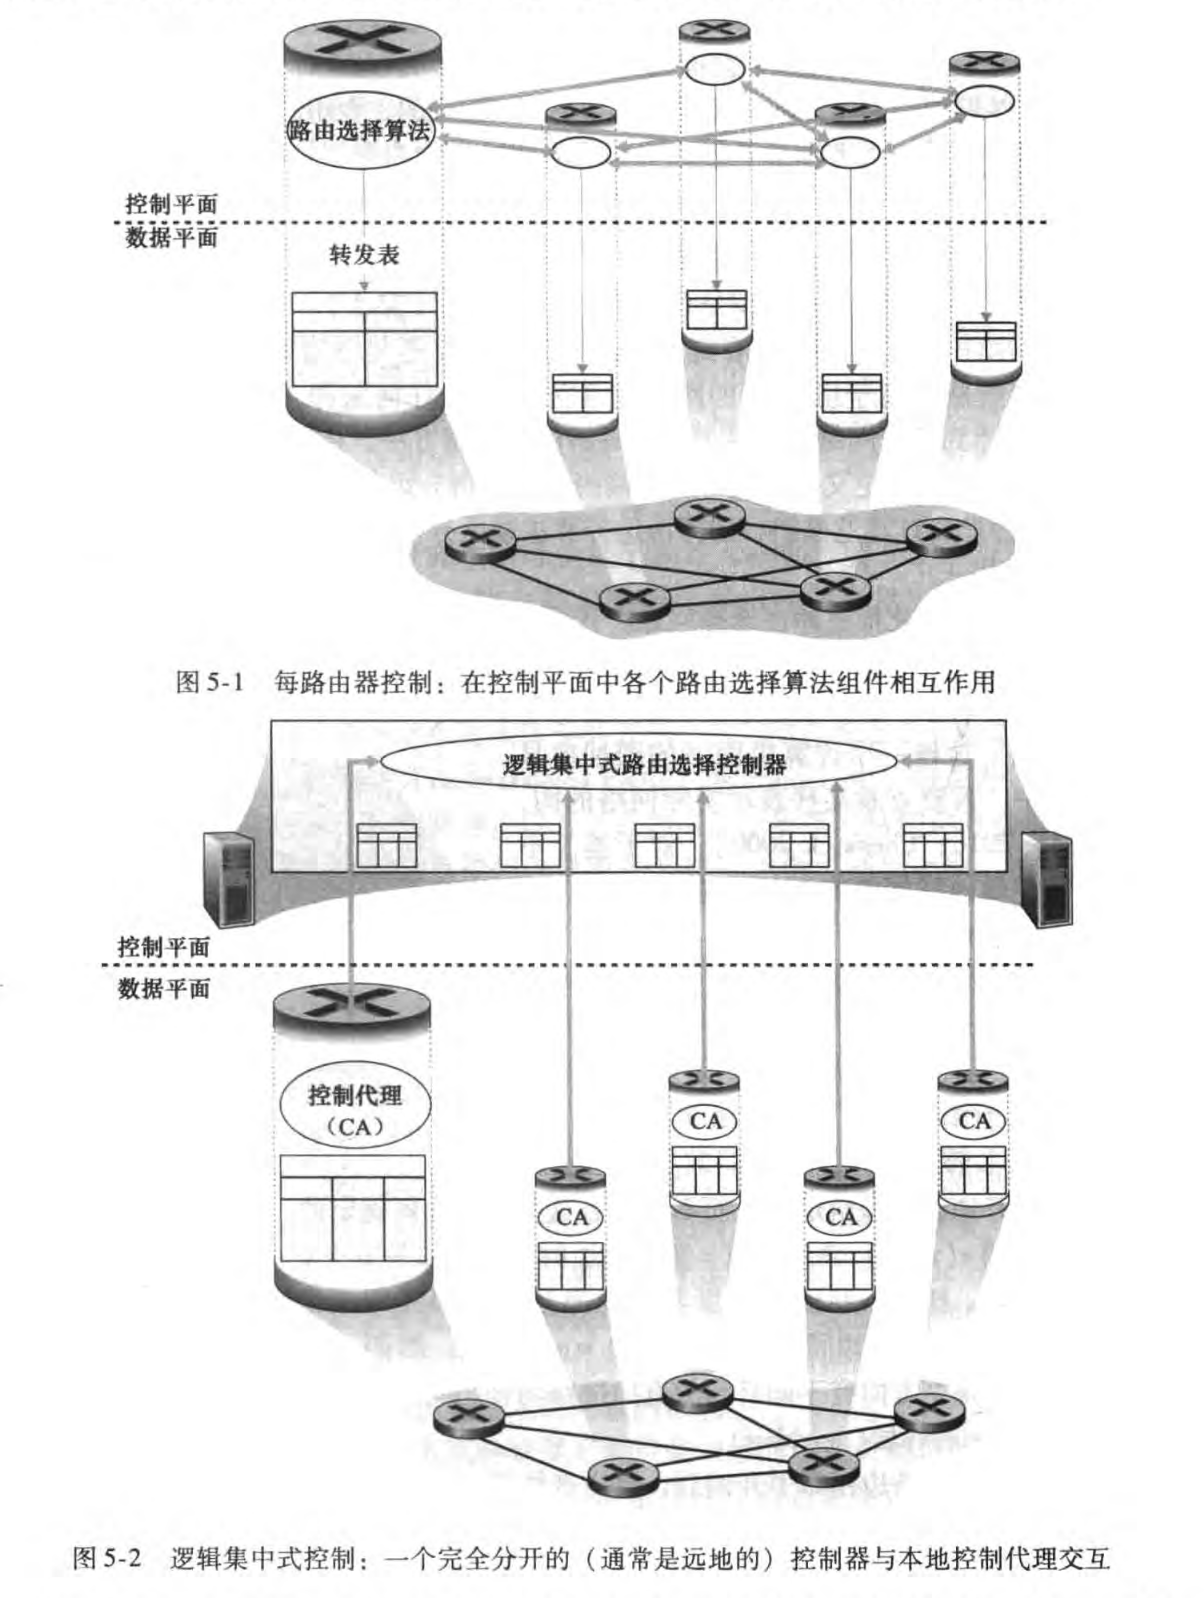 路由选择算法
控制平面
数据平面
转发表
图 5-1 每路由器控制：在控制平面中各个路由选择算法组件相互作用
逻辑集中式路由选择控制器
控制平面
数据平面
控制代理
（CA）
CA
CA
CA
CA
图 5-2 逻辑集中式控制：一个完全分开的（通常是远地的）控制器与本地控制代理交互